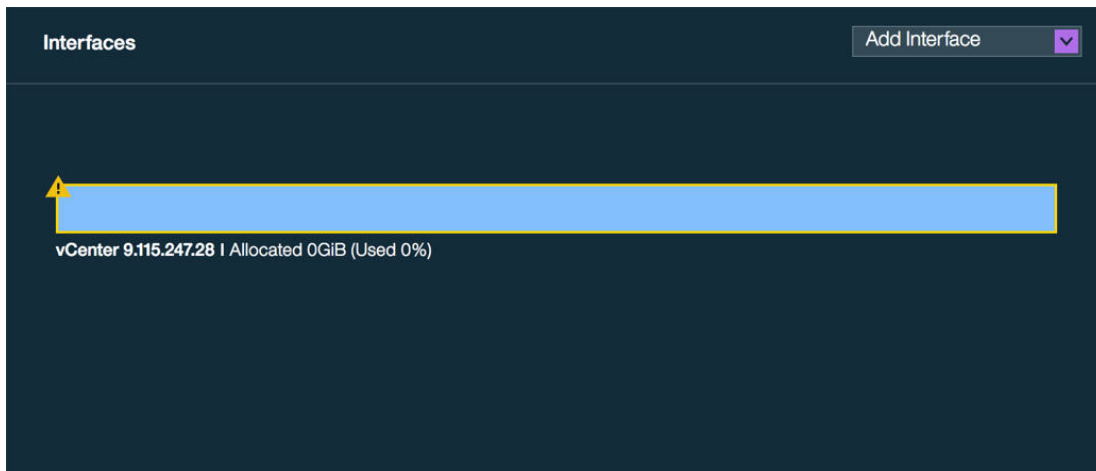 Interfaces
Add Interface
vCenter 9.115.247.28 | Allocated 0GiB (Used 0%)